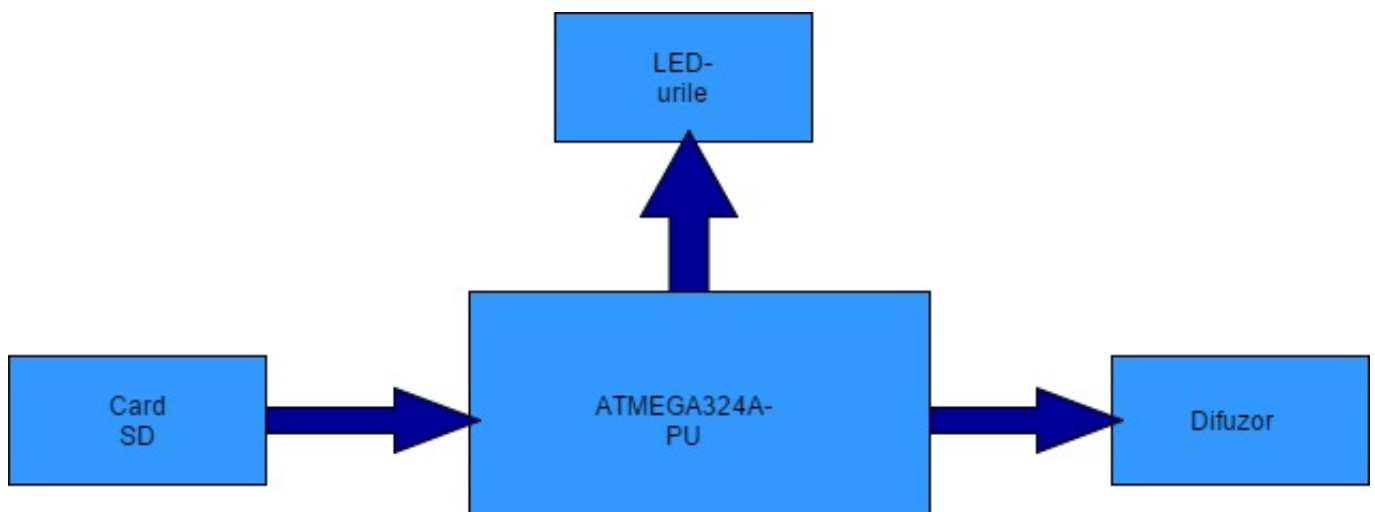 LED-
urile
Card
SD
ATMEGA324A-
PU
Difuzor